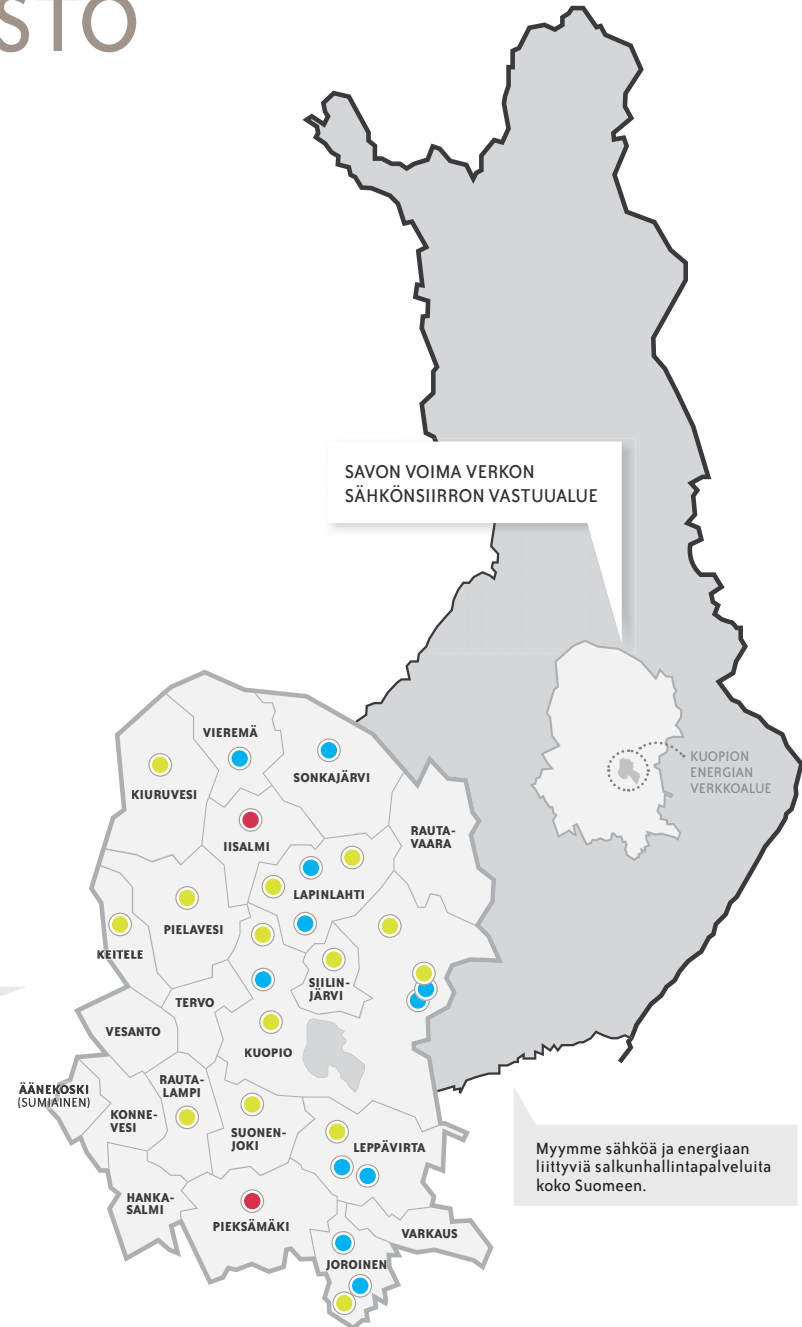 STO
SAVON VOIMA VERKON
SÄHKÖNSIIRRON VASTUUALUE
KUOPION
ENERGIAN
VERKKOALUE
VIEREMÄ
SONKAJÄRVI
KIURUVESI
IISALMI
RAUTA-
VAARA
LAPINLAHTI
PIELAVESI
KEITELE
SIILIN-
JÄRVI
TERVO
VESANTO
KUOPIO
ÄÄNEKOSKI
(SUMIAINEN)
RAUTA-
LAMPI
KONNE-
VESI
SUONEN-
JOKI
LEPPÄVIRTA
HANKA-
SALMI
PIEKSÄMÄKI
VARKAUS
JOROINEN
Myymme sähköä ja energiaan
liittyviä salkunhallintapalveluita
koko Suomeen.